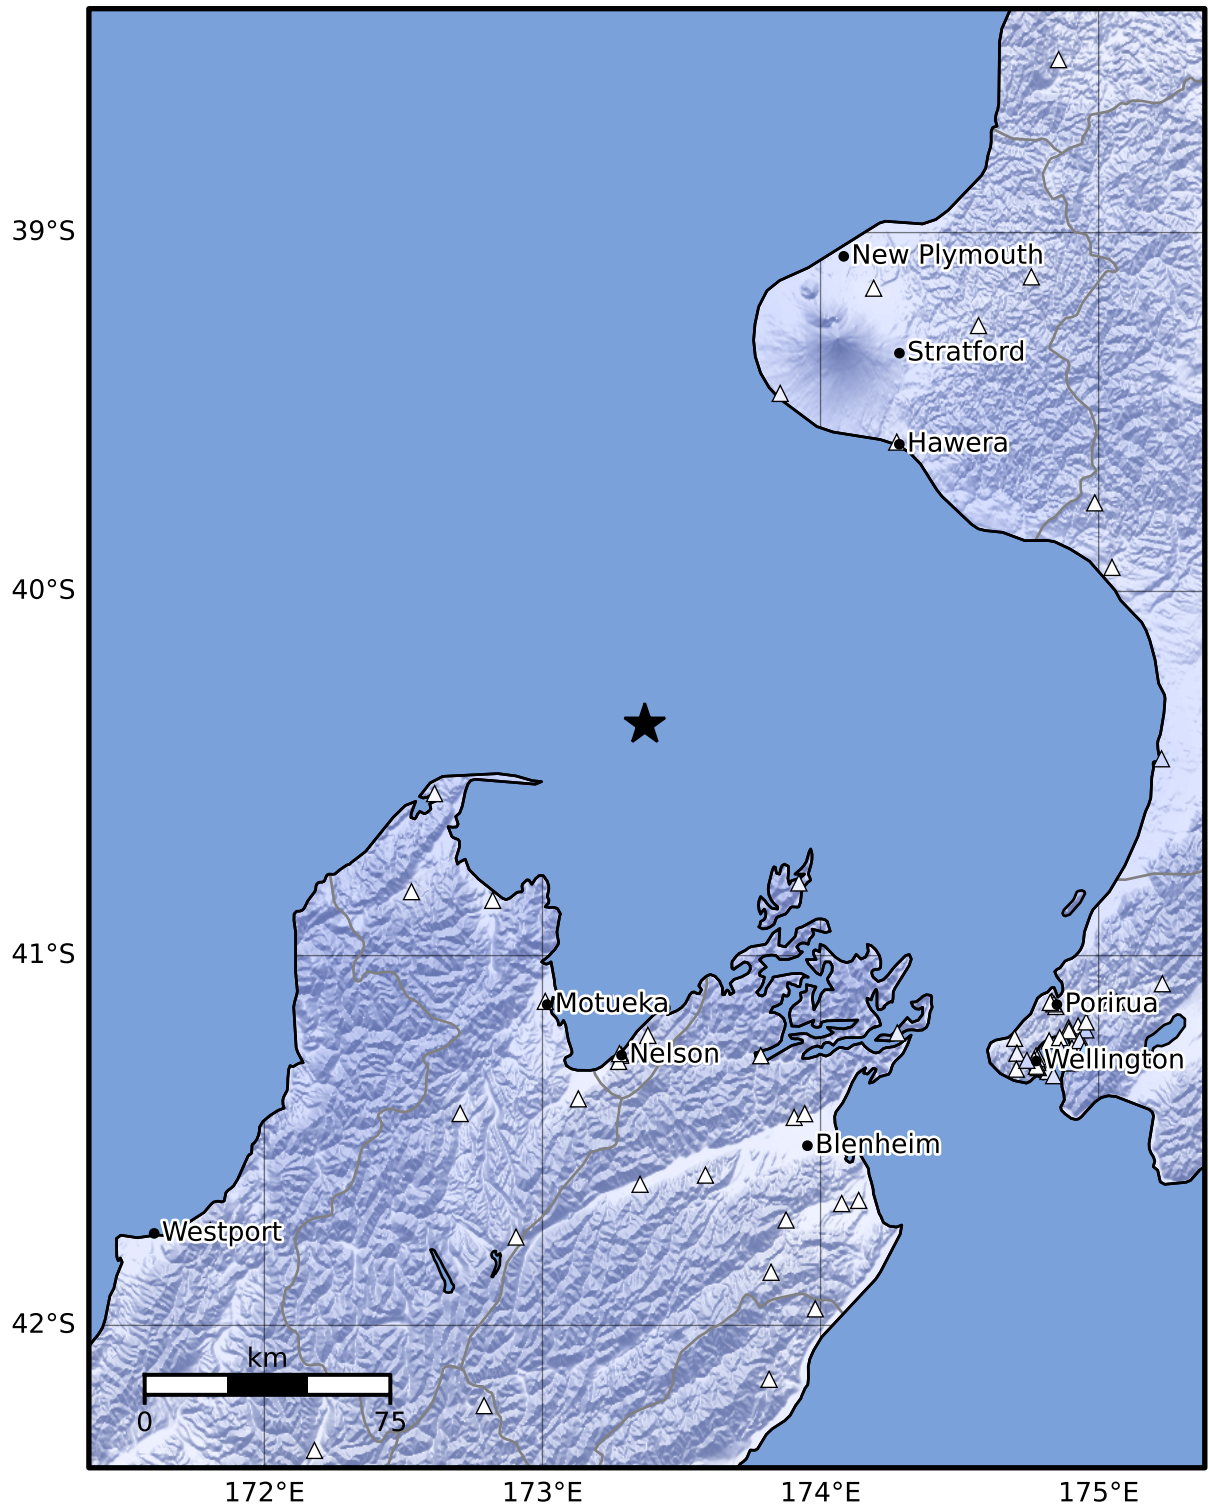 39°S
New Plymouth
Stratford
Hawera
40°S
41°S
Motueka
Porirua
Nelson
Wellington
Blenheim
Westport
42°S
km
0
75
172°E
173°E
174°E
175°E